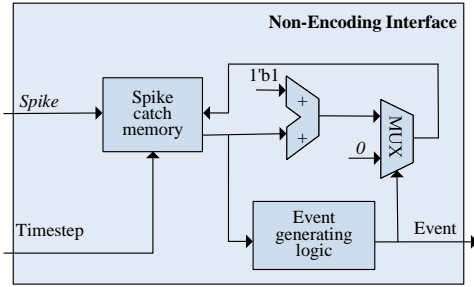 Non-Encoding Interface
1'b1
Spike
Spike
catch
memory
+
+
MUX
0
Timestep
Event
generating
logic
Event